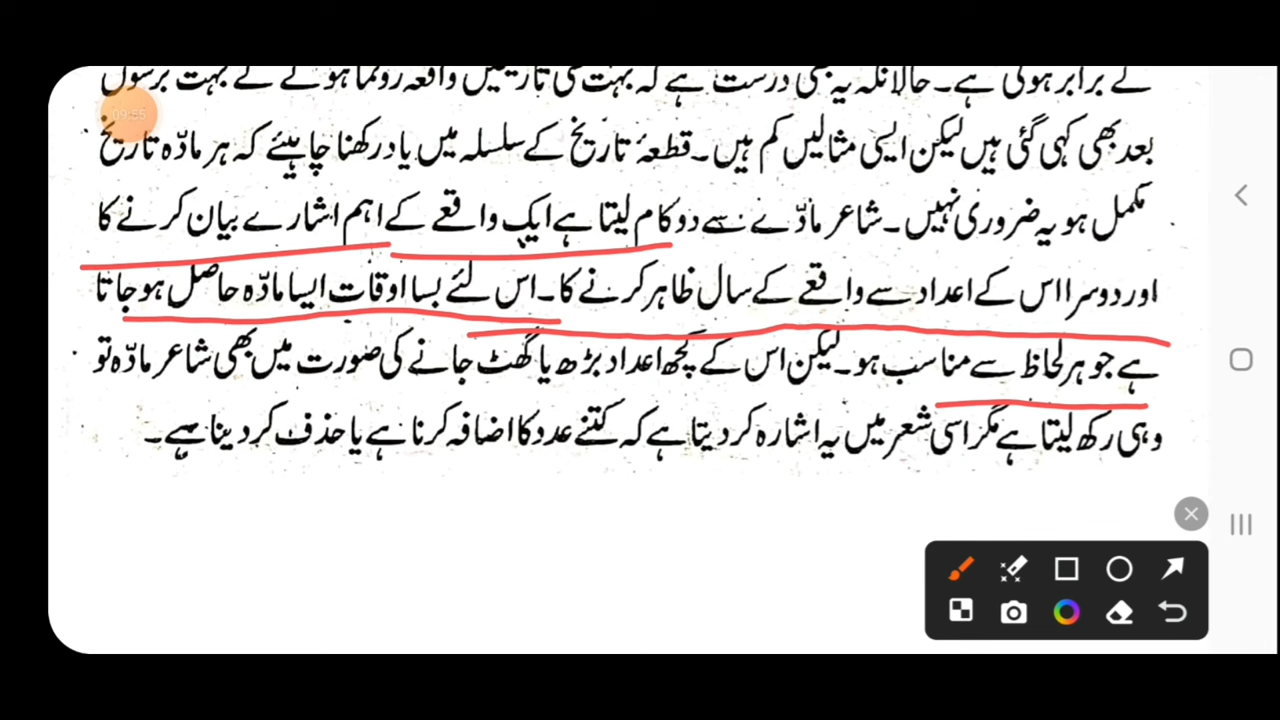 کے برابر ہوتی ہے۔ حالانکہ یہ بھی درست ہے کہ بہت سی تاریخیں واقعہ رونما ہونے کے بہت برسوں
09:55
بعد بھی کہی گئی ہیں لیکن ایسی مثالیں کم ہیں۔ قطعۂ تاریخ کے سلسلہ میں یاد رکھنا چاہیئے کہ ہر مادّہ تاریخ
مکمل ہو یہ ضروری نہیں۔ شاعر مادّے سے دو کام لیتا ہے ایک واقعے کے اہم اشارے بیان کرنے کا
اور دوسرا اس کے اعداد سے واقعے کے سال ظاہر کرنے کا۔ اس لئے بسا اوقات ایسا مادّہ حاصل ہو جاتا
ہے جو ہر لحاظ سے مناسب ہو۔ لیکن اس کے کچھ اعداد بڑھ یا گھٹ جانے کی صورت میں بھی شاعر مادّہ تو
وہی رکھ لیتا ہے مگر اسی شعر میں یہ اشارہ کر دیتا ہے کہ کتنے عدد کا اضافہ کرنا ہے یا حذف کر دینا ہے۔